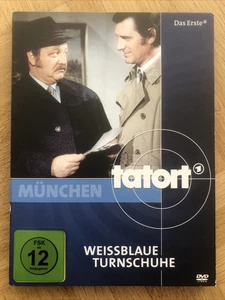 Das Erste
MÜNCHEN
tatort
FSK
12
WEISSBLAUE
TURNSCHUHE
DVD